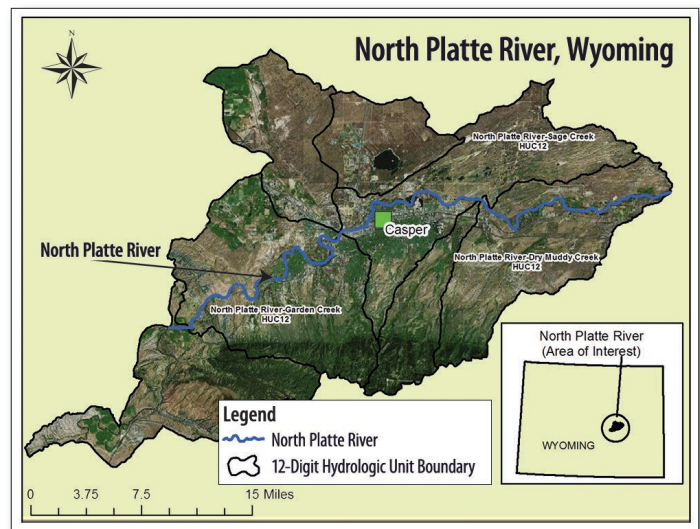 N
North Platte River, Wyoming
North Platte River-Sage Creek
HUC12
Casper
North Platte River
North Platte River-Dry Muddy Creek
HUC12
North Platte River-Garden Creek
HUC12
North Platte River
(Area of Interest)
WYOMING
Legend
North Platte River
12-Digit Hydrologic Unit Boundary
0 3.75 7.5 15 Miles